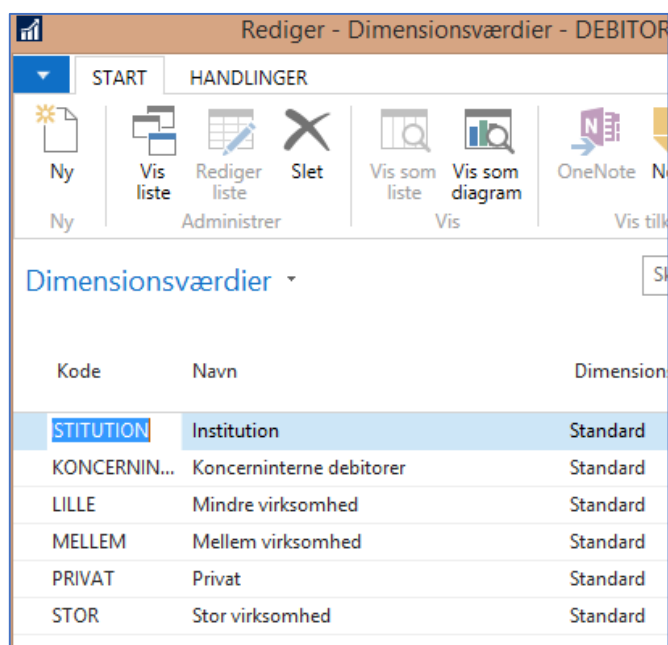 Rediger - Dimensionsværdier - DEBITOR
START HANDLINGER
Ny Vis liste Rediger liste Slet Vis som liste Vis som diagram OneNote
Ny Administrer Vis Vis
Dimensionsværdier
Kode Navn Dimensions
STITUTION Institution Standard
KONCERNIN... Koncerninterne debitorer Standard
LILLE Mindre virksomhed Standard
MELLEM Mellem virksomhed Standard
PRIVAT Privat Standard
STOR Stor virksomhed Standard